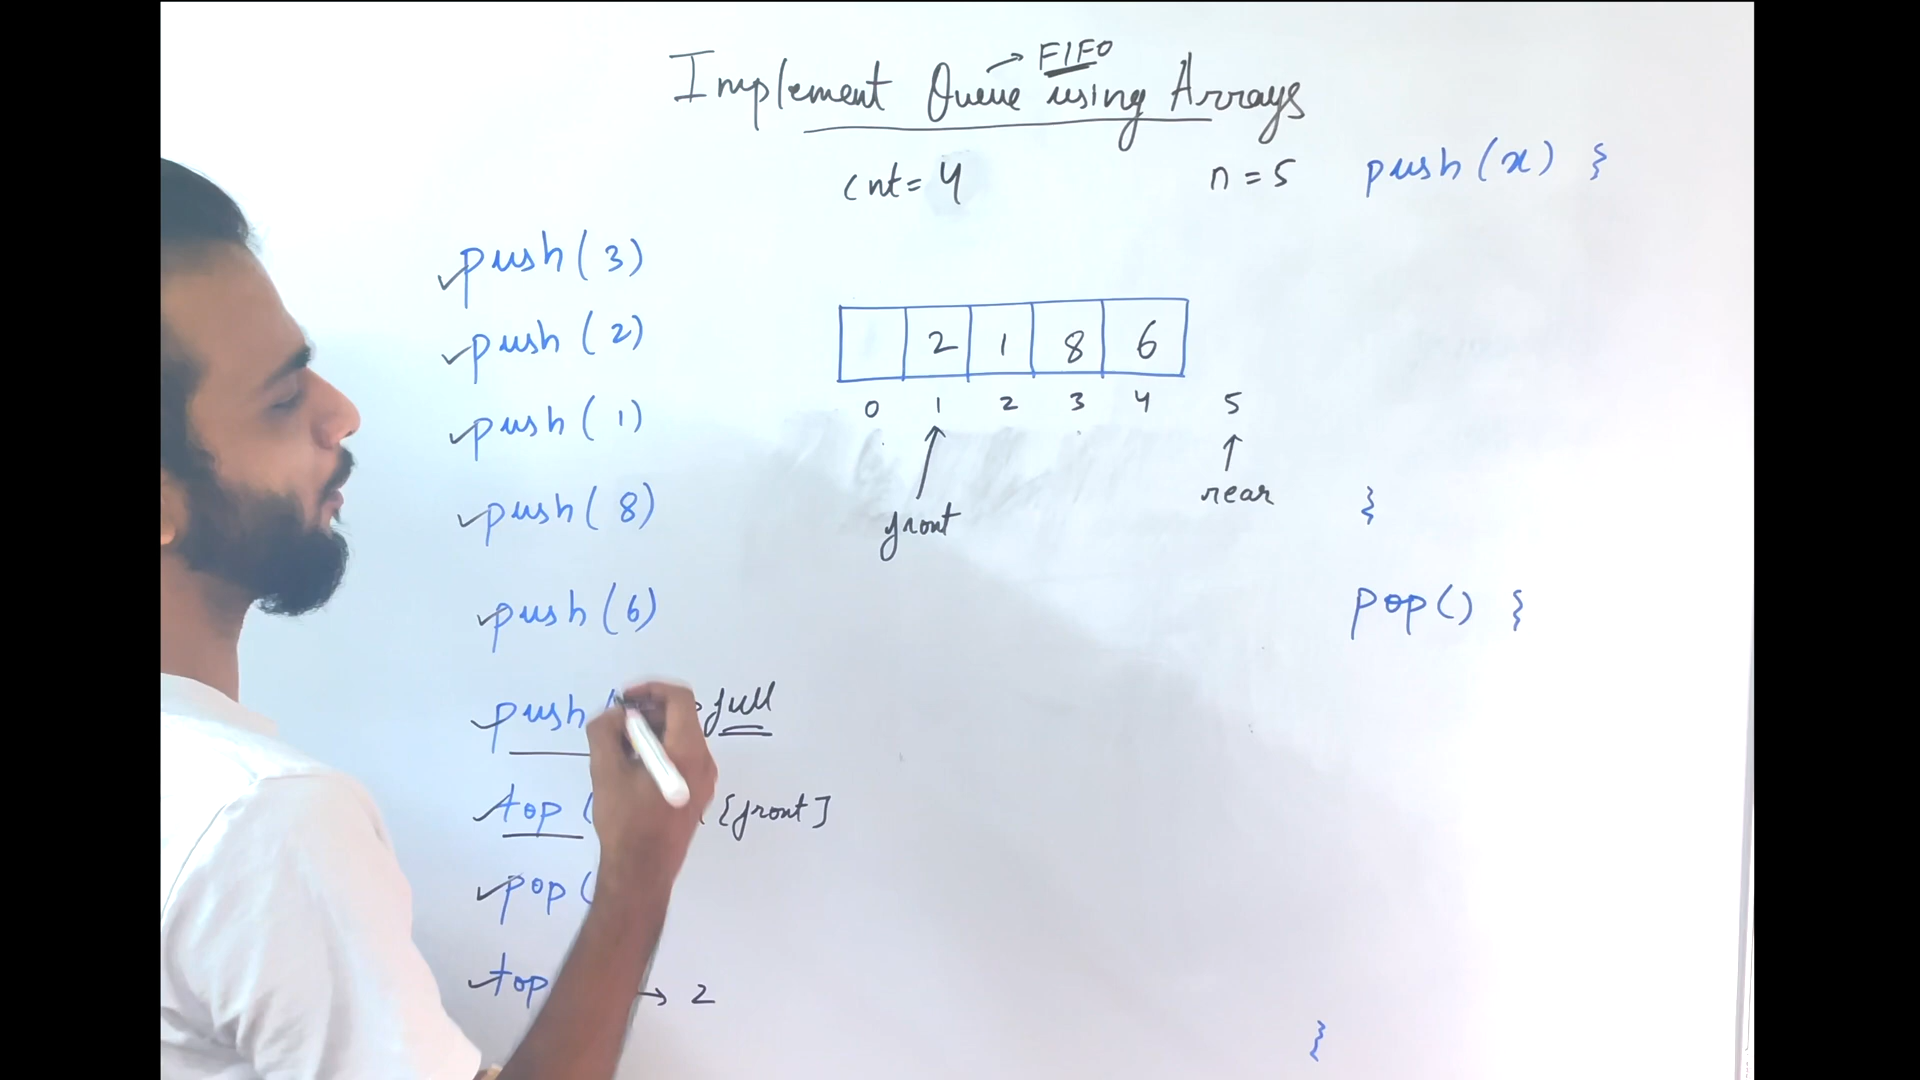 Implement Queue using Arrays
→ FIFO
cnt = 4
n = 5
push(x) {
}
pop() {
}
push(3)
push(2)
push(1)
push(8)
push(6)
push( full
top( [front]
pop(
top → 2
2 1 8 6
0 1 2 3 4 5
front
rear